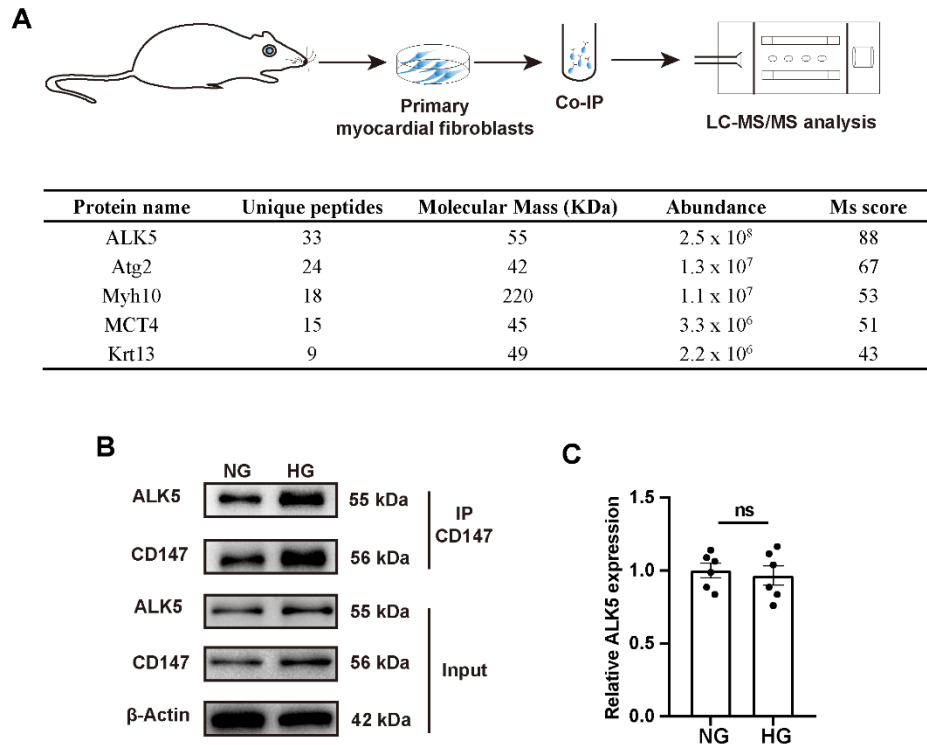 A
Primary
myocardial fibroblasts
Co-IP
LC-MS/MS analysis
Protein name Unique peptides Molecular Mass (KDa) Abundance Ms score
ALK5 33 55 2.5 x 10⁸ 88
Atg2 24 42 1.3 x 10⁷ 67
Myh10 18 220 1.1 x 10⁷ 53
MCT4 15 45 3.3 x 10⁶ 51
Krt13 9 49 2.2 x 10⁶ 43
B
NG HG
ALK5 55 kDa
CD147 56 kDa
IP
CD147
ALK5 55 kDa
CD147 56 kDa
β-Actin 42 kDa
Input
C
Relative ALK5 expression
1.5
1.0
0.5
0.0
ns
NG HG